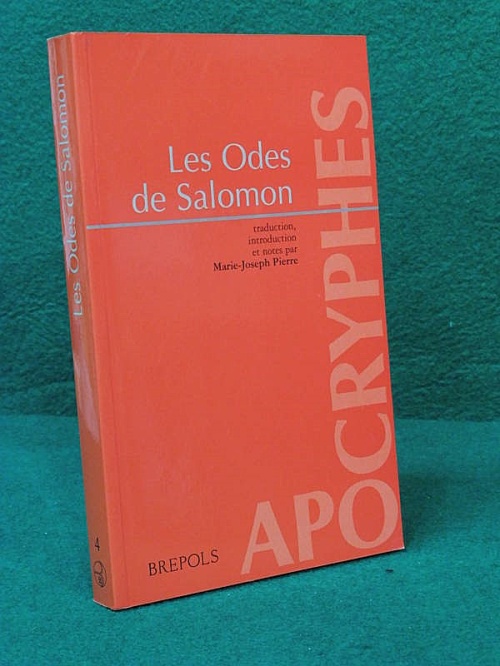 Les Odes de Salomon
4
Les Odes
de Salomon
traduction,
introduction
et notes par
Marie-Joseph Pierre
APOCRYPHES
BREPOLS